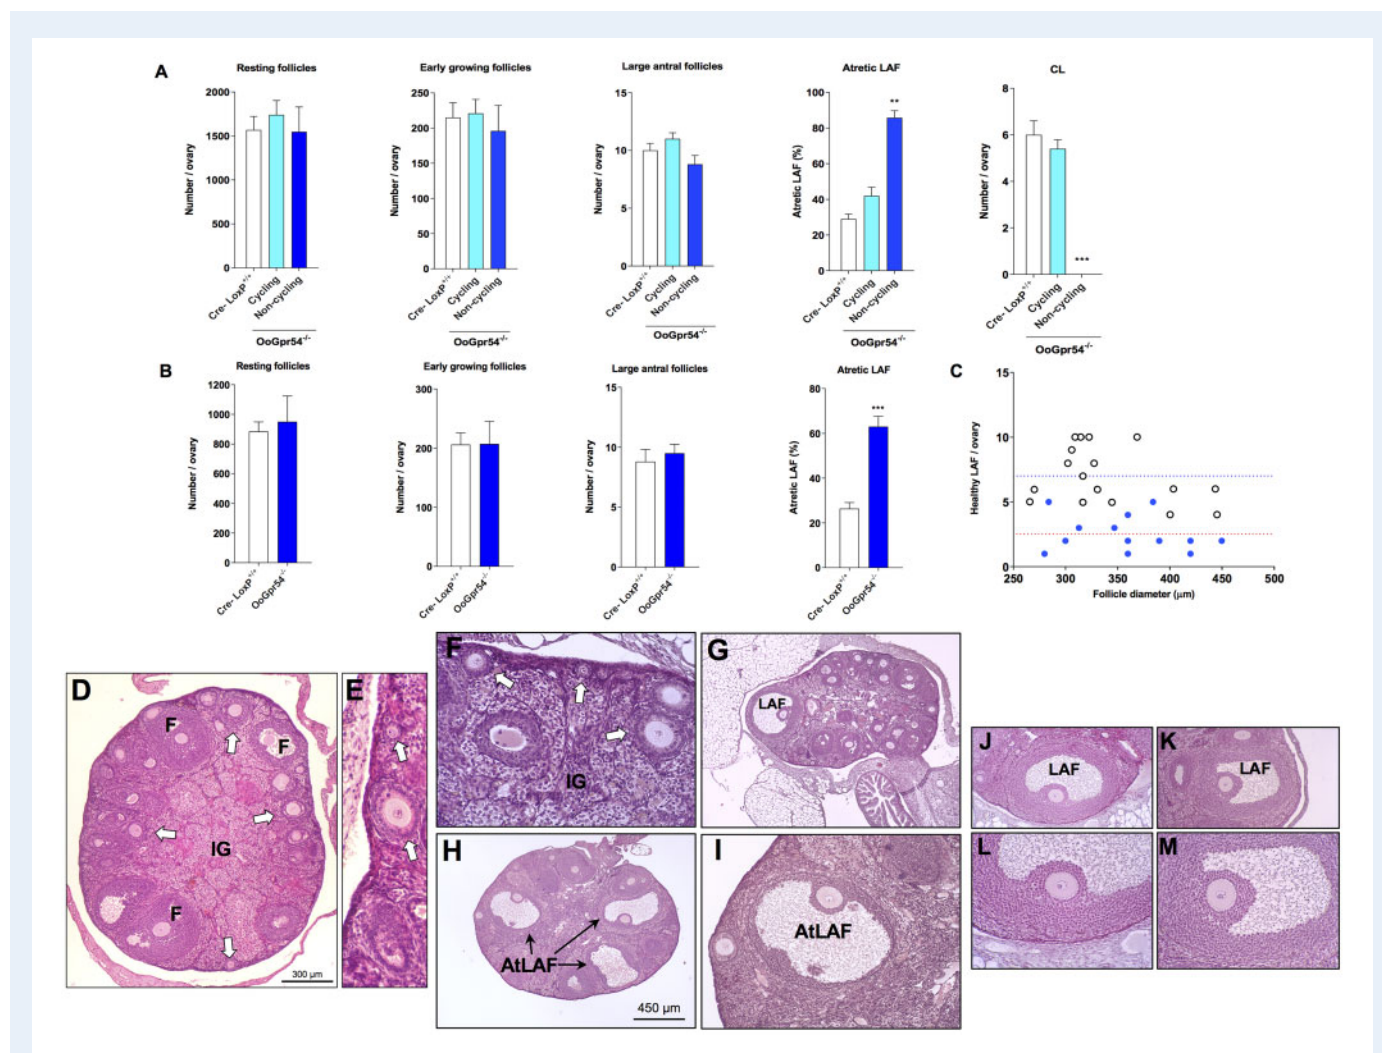 A
Resting follicles
Early growing follicles
Large antral follicles
Atretic LAF
CL
Number / ovary
2000
1500
1000
500
0
Cre- LoxP+/+
Cycling
Non-cycling
OoGpr54-/-
Number / ovary
250
200
150
100
50
0
Cre- LoxP+/+
Cycling
Non-cycling
OoGpr54-/-
Number / ovary
15
10
5
0
Cre- LoxP+/+
Cycling
Non-cycling
OoGpr54-/-
Atretic LAF (%)
100
80
60
40
20
0
**
Cre- LoxP+/+
Cycling
Non-cycling
OoGpr54-/-
Number / ovary
8
6
4
2
0
***
Cre- LoxP+/+
Cycling
Non-cycling
OoGpr54-/-
B
Resting follicles
Early growing follicles
Large antral follicles
Atretic LAF
Number / ovary
1200
1000
800
600
400
200
0
Cre- LoxP+/+
OoGpr54-/-
Number / ovary
300
200
100
0
Cre- LoxP+/+
OoGpr54-/-
Number / ovary
15
10
5
0
Cre- LoxP+/+
OoGpr54-/-
Atretic LAF (%)
80
60
40
20
0
***
Cre- LoxP+/+
OoGpr54-/-
C
Healthy LAF / ovary
15
10
5
0
250
300
350
400
450
500
Follicle diameter (µm)
D
F
F
IG
F
300 µm
E
F
IG
G
LAF
H
AtLAF
450 µm
I
AtLAF
J
LAF
K
LAF
L
M